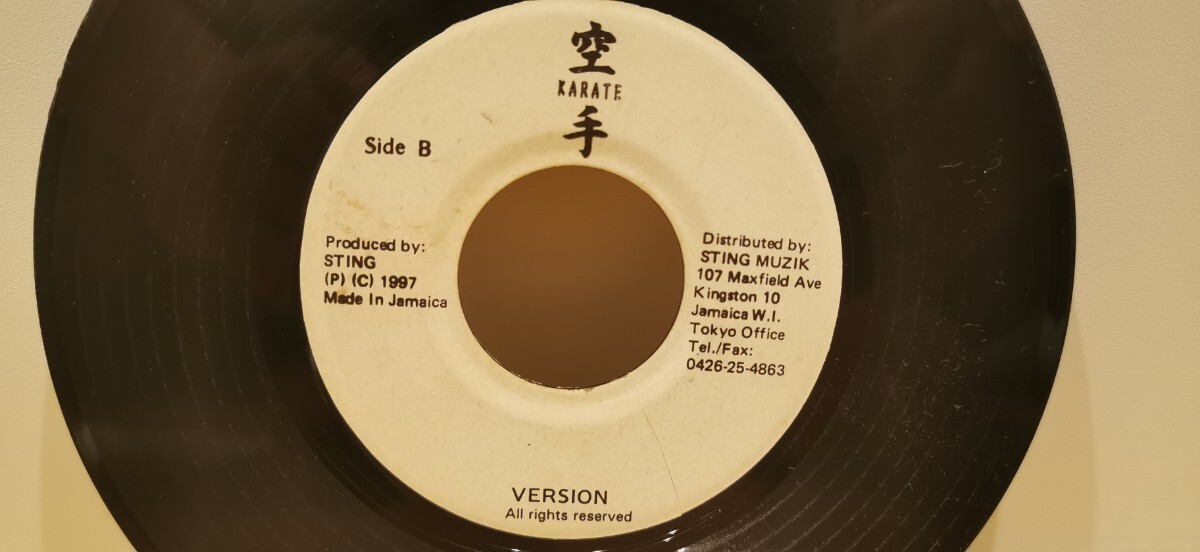 空
KARATE
手
Side B
Produced by:
STING
(P) (C) 1997
Made In Jamaica
Distributed by:
STING MUZIK
107 Maxfield Ave
Kingston 10
Jamaica W.I.
Tokyo Office
Tel./Fax:
0426-25-4863
VERSION
All rights reserved